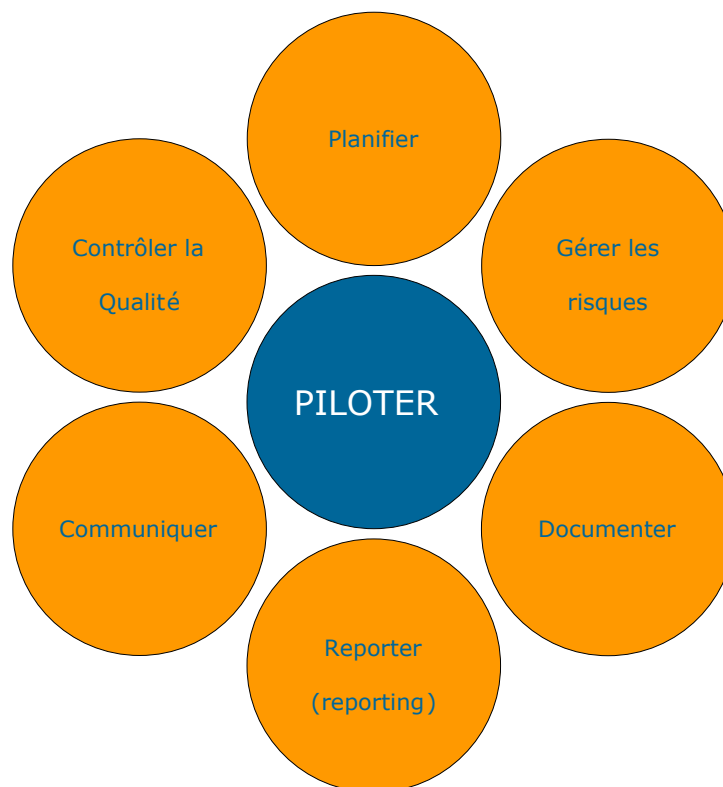 Planifier
Contrôler la
Qualité
Gérer les
risques
PILOTER
Communiquer
Documenter
Reporter
(reporting)